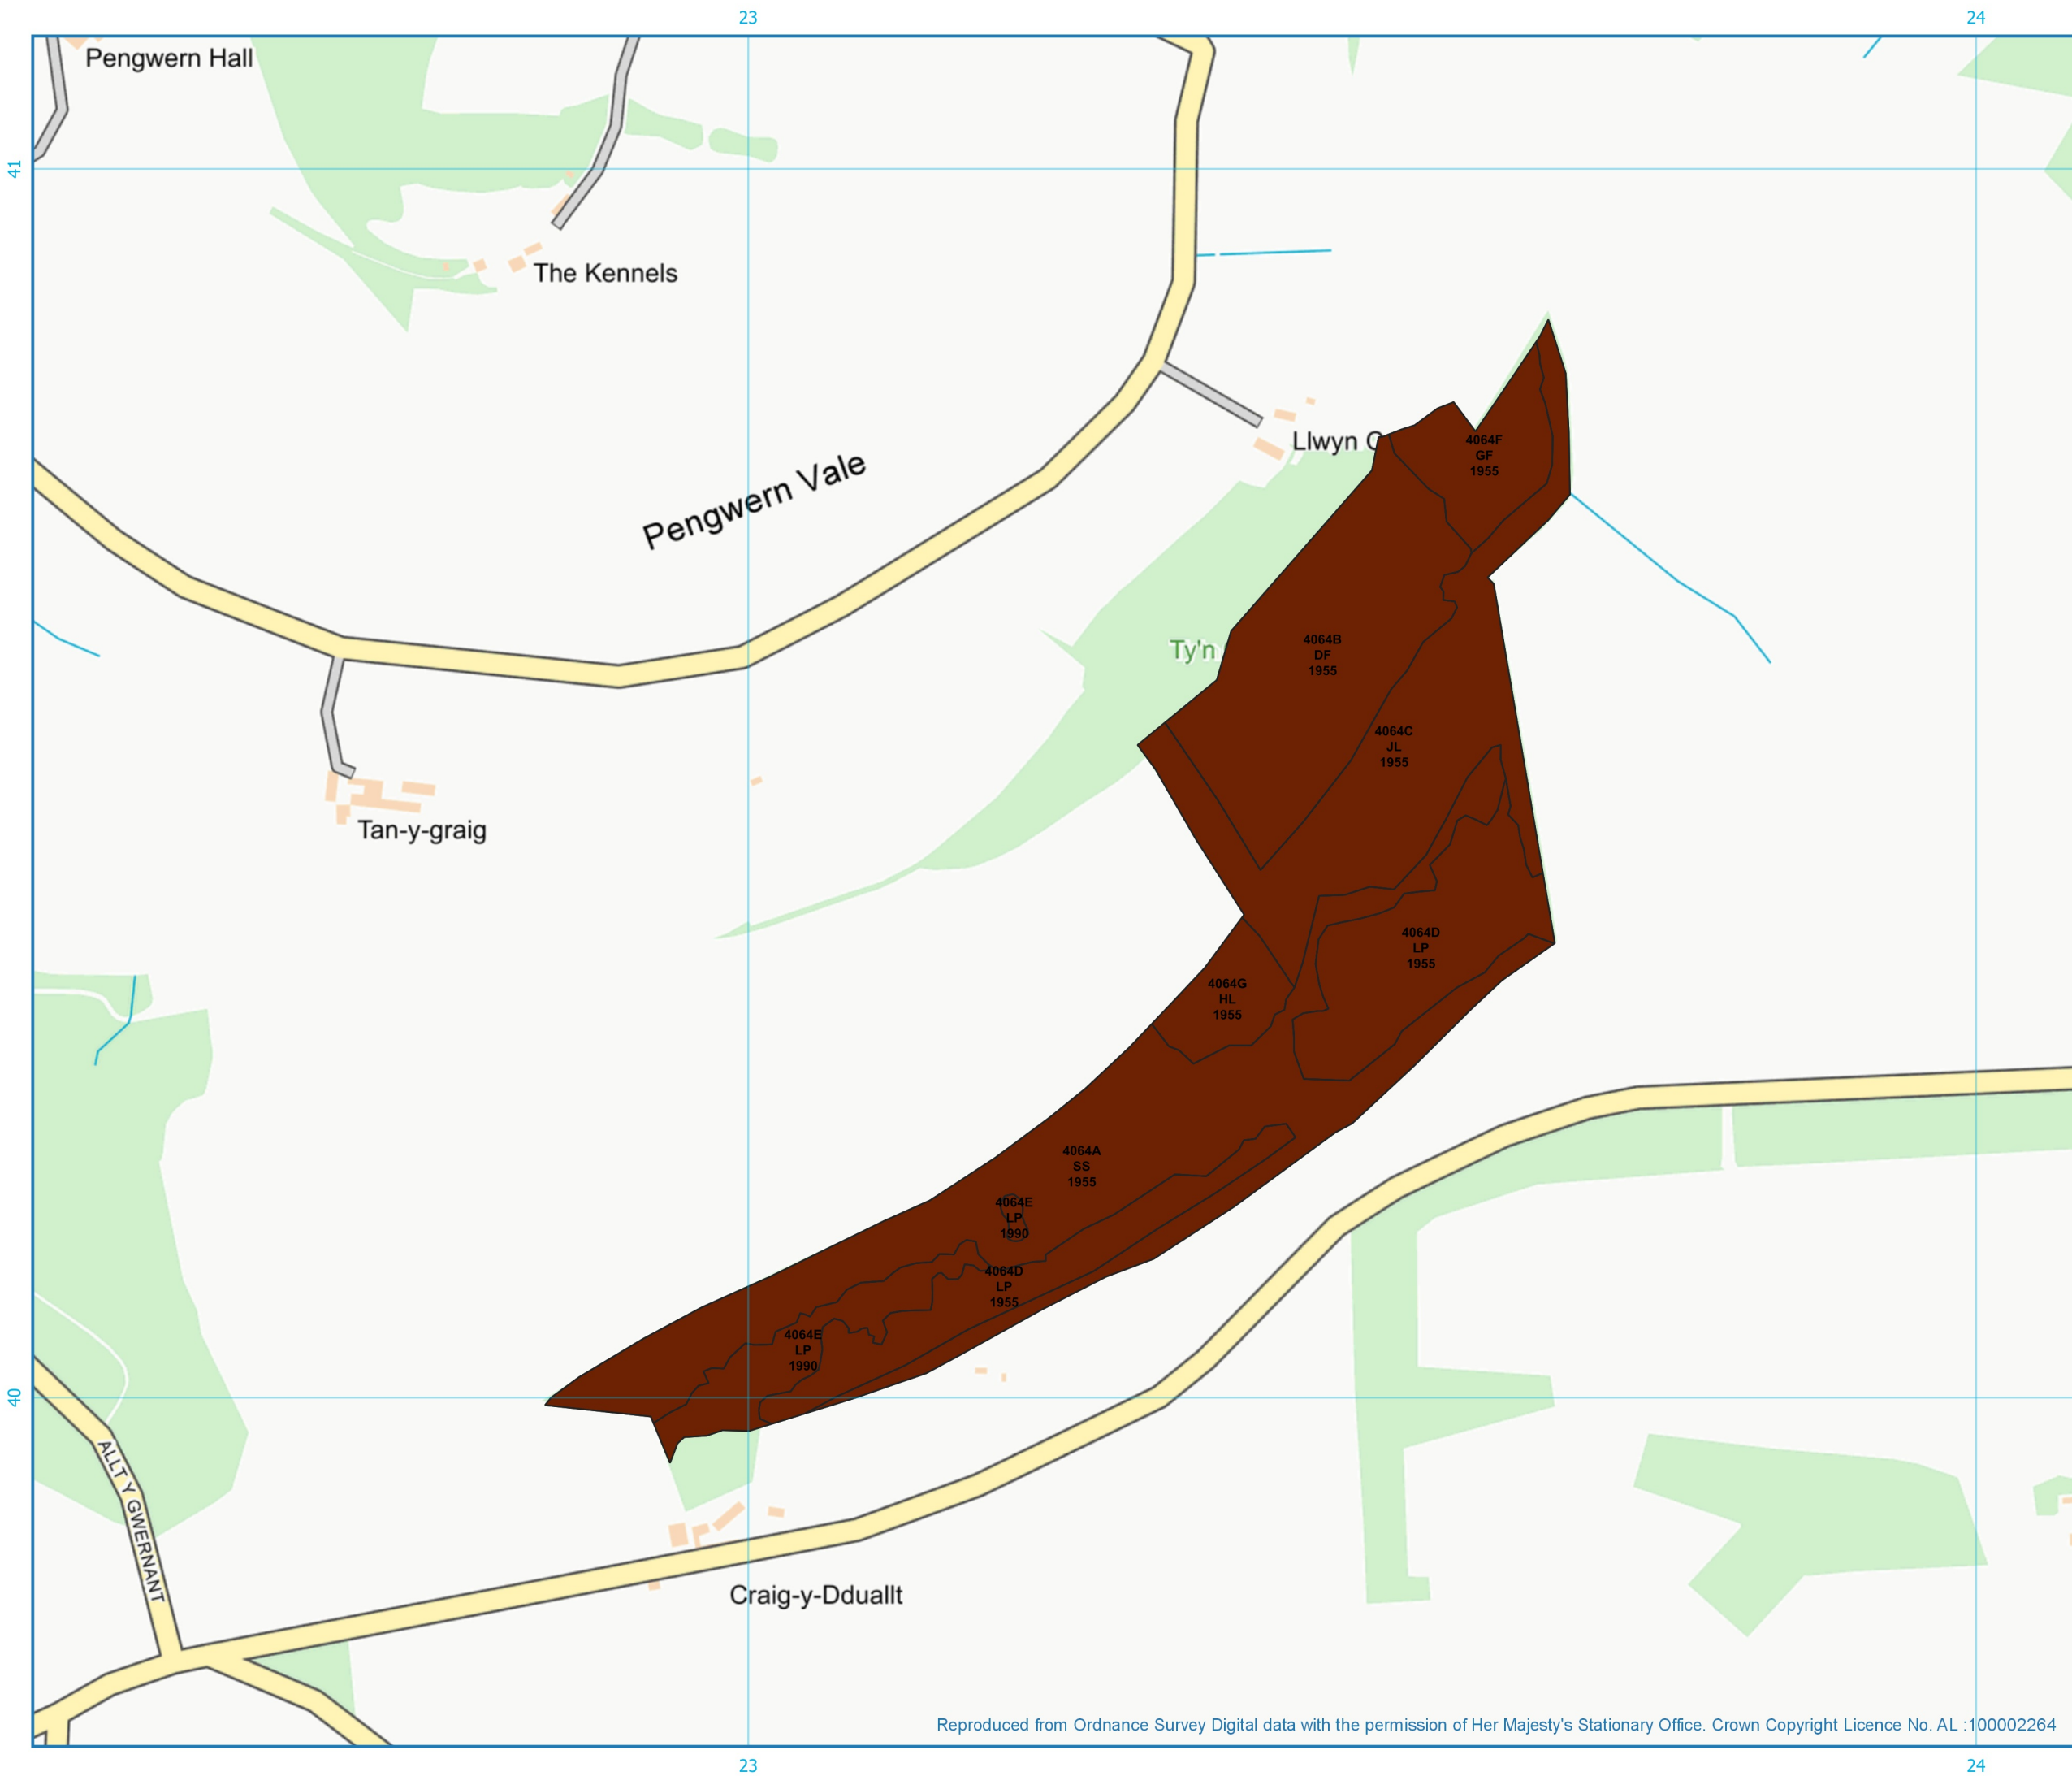 23
24
Pengwern Hall
41
The Kennels
Llwyn
4064F
GF
1955
Pengwern Vale
4064B
DF
1955
Ty'n
4064C
JL
1955
Tan-y-graig
4064D
LP
1955
4064G
HL
1955
4064A
SS
1955
4064E
LP
1990
4064D
LP
1955
4064E
LP
1990
40
ALLT Y GWERNANT
Craig-y-Dduallt
Reproduced from Ordnance Survey Digital data with the permission of Her Majesty's Stationary Office. Crown Copyright Licence No. AL :100002264
23
24